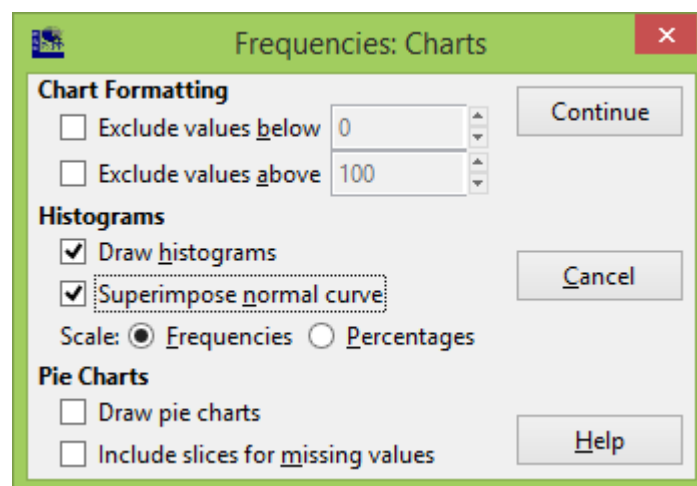 Frequencies: Charts
Chart Formatting
Exclude values below 0
Exclude values above 100
Continue
Histograms
Draw histograms
Superimpose normal curve
Scale: Frequencies Percentages
Cancel
Pie Charts
Draw pie charts
Include slices for missing values
Help